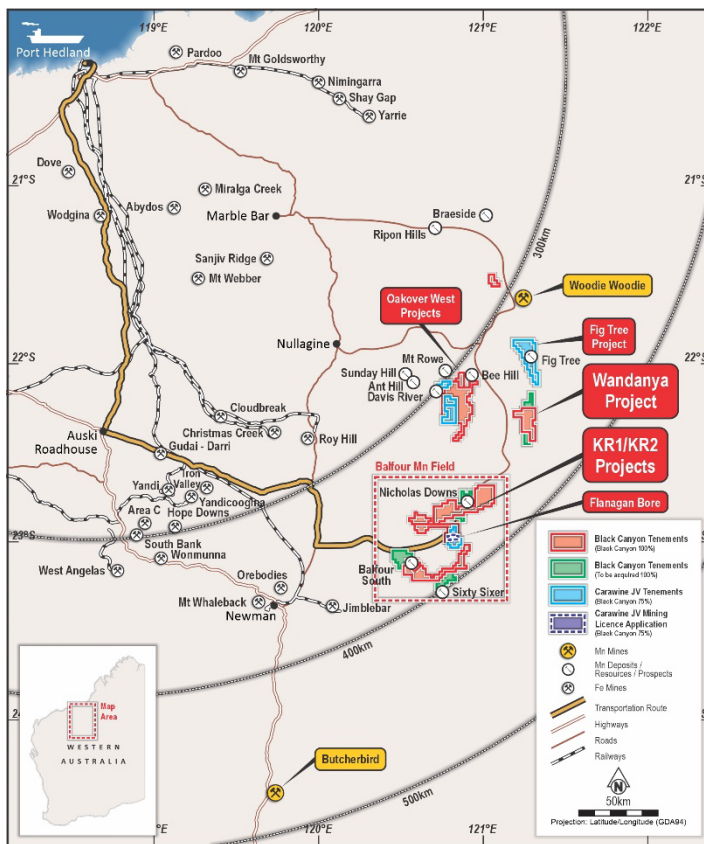 119°E
120°E
121°E
Port Hedland
Pardoo
Mt Goldsworthy
Nimingarra
Shay Gap
Yarrie
Dove
21°S
21°S
Miralga Creek
Abydos
Wodgina
Marble Bar
Braeside
Ripon Hills
300km
Sanjiv Ridge
Mt Webber
Woodie Woodie
Oakover West
Projects
Fig Tree
Project
Nullagine
22°S
22°S
Mt Rowe
Fig Tree
Sunday Hill
Bee Hill
Ant Hill
Davis River
Wandanya
Project
Cloudbreak
Christmas Creek
Roy Hill
Auski
Roadhouse
Gudai - Darri
KR1/KR2
Projects
Balfour Mn Field
Iron
Valley
Yandi
Yandicoogina
Nicholas Downs
Hope Downs
Area C
Flanagan Bore
23°S
South Bank
Wonmunna
West Angelas
Balfour
South
Orebodies
Sixty Sixer
Mt Whaleback
Jimblebar
Newman
400km
24°
Butcherbird
500km
119°E
120°E
121°E
Map
Area
WESTERN
AUSTRALIA
Black Canyon Tenements
(Black Canyon 100%)
Black Canyon Tenements
(To be acquired 100%)
Carawine JV Tenements
(Black Canyon 75%)
Carawine JV Mining
Licence Application
(Black Canyon 75%)
Mn Mines
Mn Deposits /
Resources / Prospects
Fe Mines
Transportation Route
Highways
Roads
Railways
N
50km
Projection: Latitude/Longitude (GDA94)